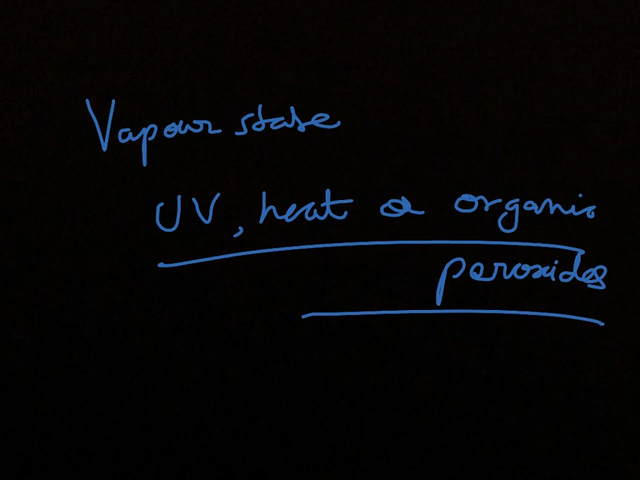 Vapour state
UV, heat or organic
peroxides